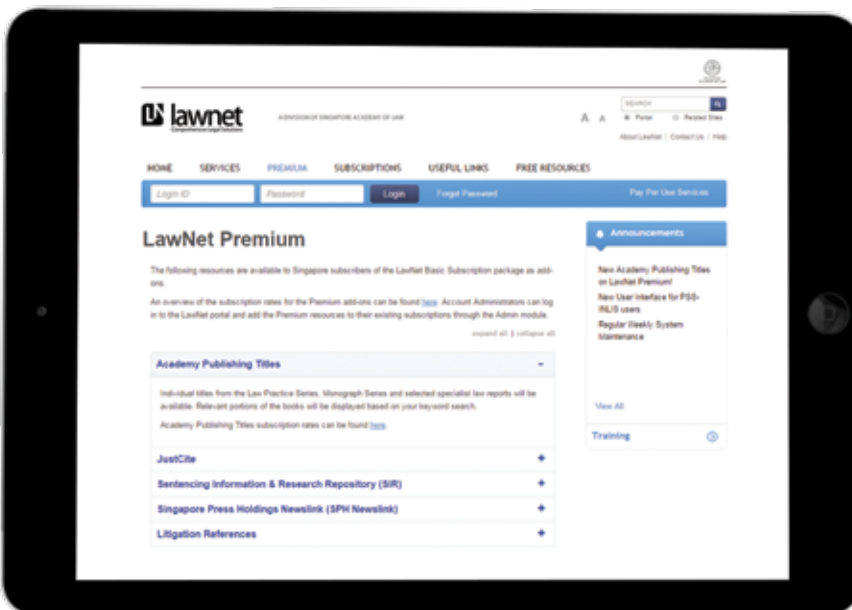 LN lawnet
Comprehensive Legal Solutions
A DIVISION OF SINGAPORE ACADEMY OF LAW
A A
SEARCH
Portal Related Sites
About LawNet | Contact Us | Help
HOME SERVICES PREMIUM SUBSCRIPTIONS USEFUL LINKS FREE RESOURCES
Login ID Password Login Forgot Password Pay Per Use Services
LawNet Premium
The following resources are available to Singapore subscribers of the LawNet Basic Subscription package as add-
ons.
An overview of the subscription rates for the Premium add-ons can be found here. Account Administrators can log
in to the LawNet portal and add the Premium resources to their existing subscriptions through the Admin module.
expand all | collapse all
Academy Publishing Titles -
Individual titles from the Law Practice Series, Monograph Series and selected specialist law reports will be
available. Relevant portions of the books will be displayed based on your keyword search.
Academy Publishing Titles subscription rates can be found here.
JustCite +
Sentencing Information & Research Repository (SIR) +
Singapore Press Holdings Newslink (SPH Newslink) +
Litigation References +
Announcements
New Academy Publishing Titles
on LawNet Premium!
New User Interface for PSS-
INLIS users
Regular Weekly System
Maintenance
View All
Training